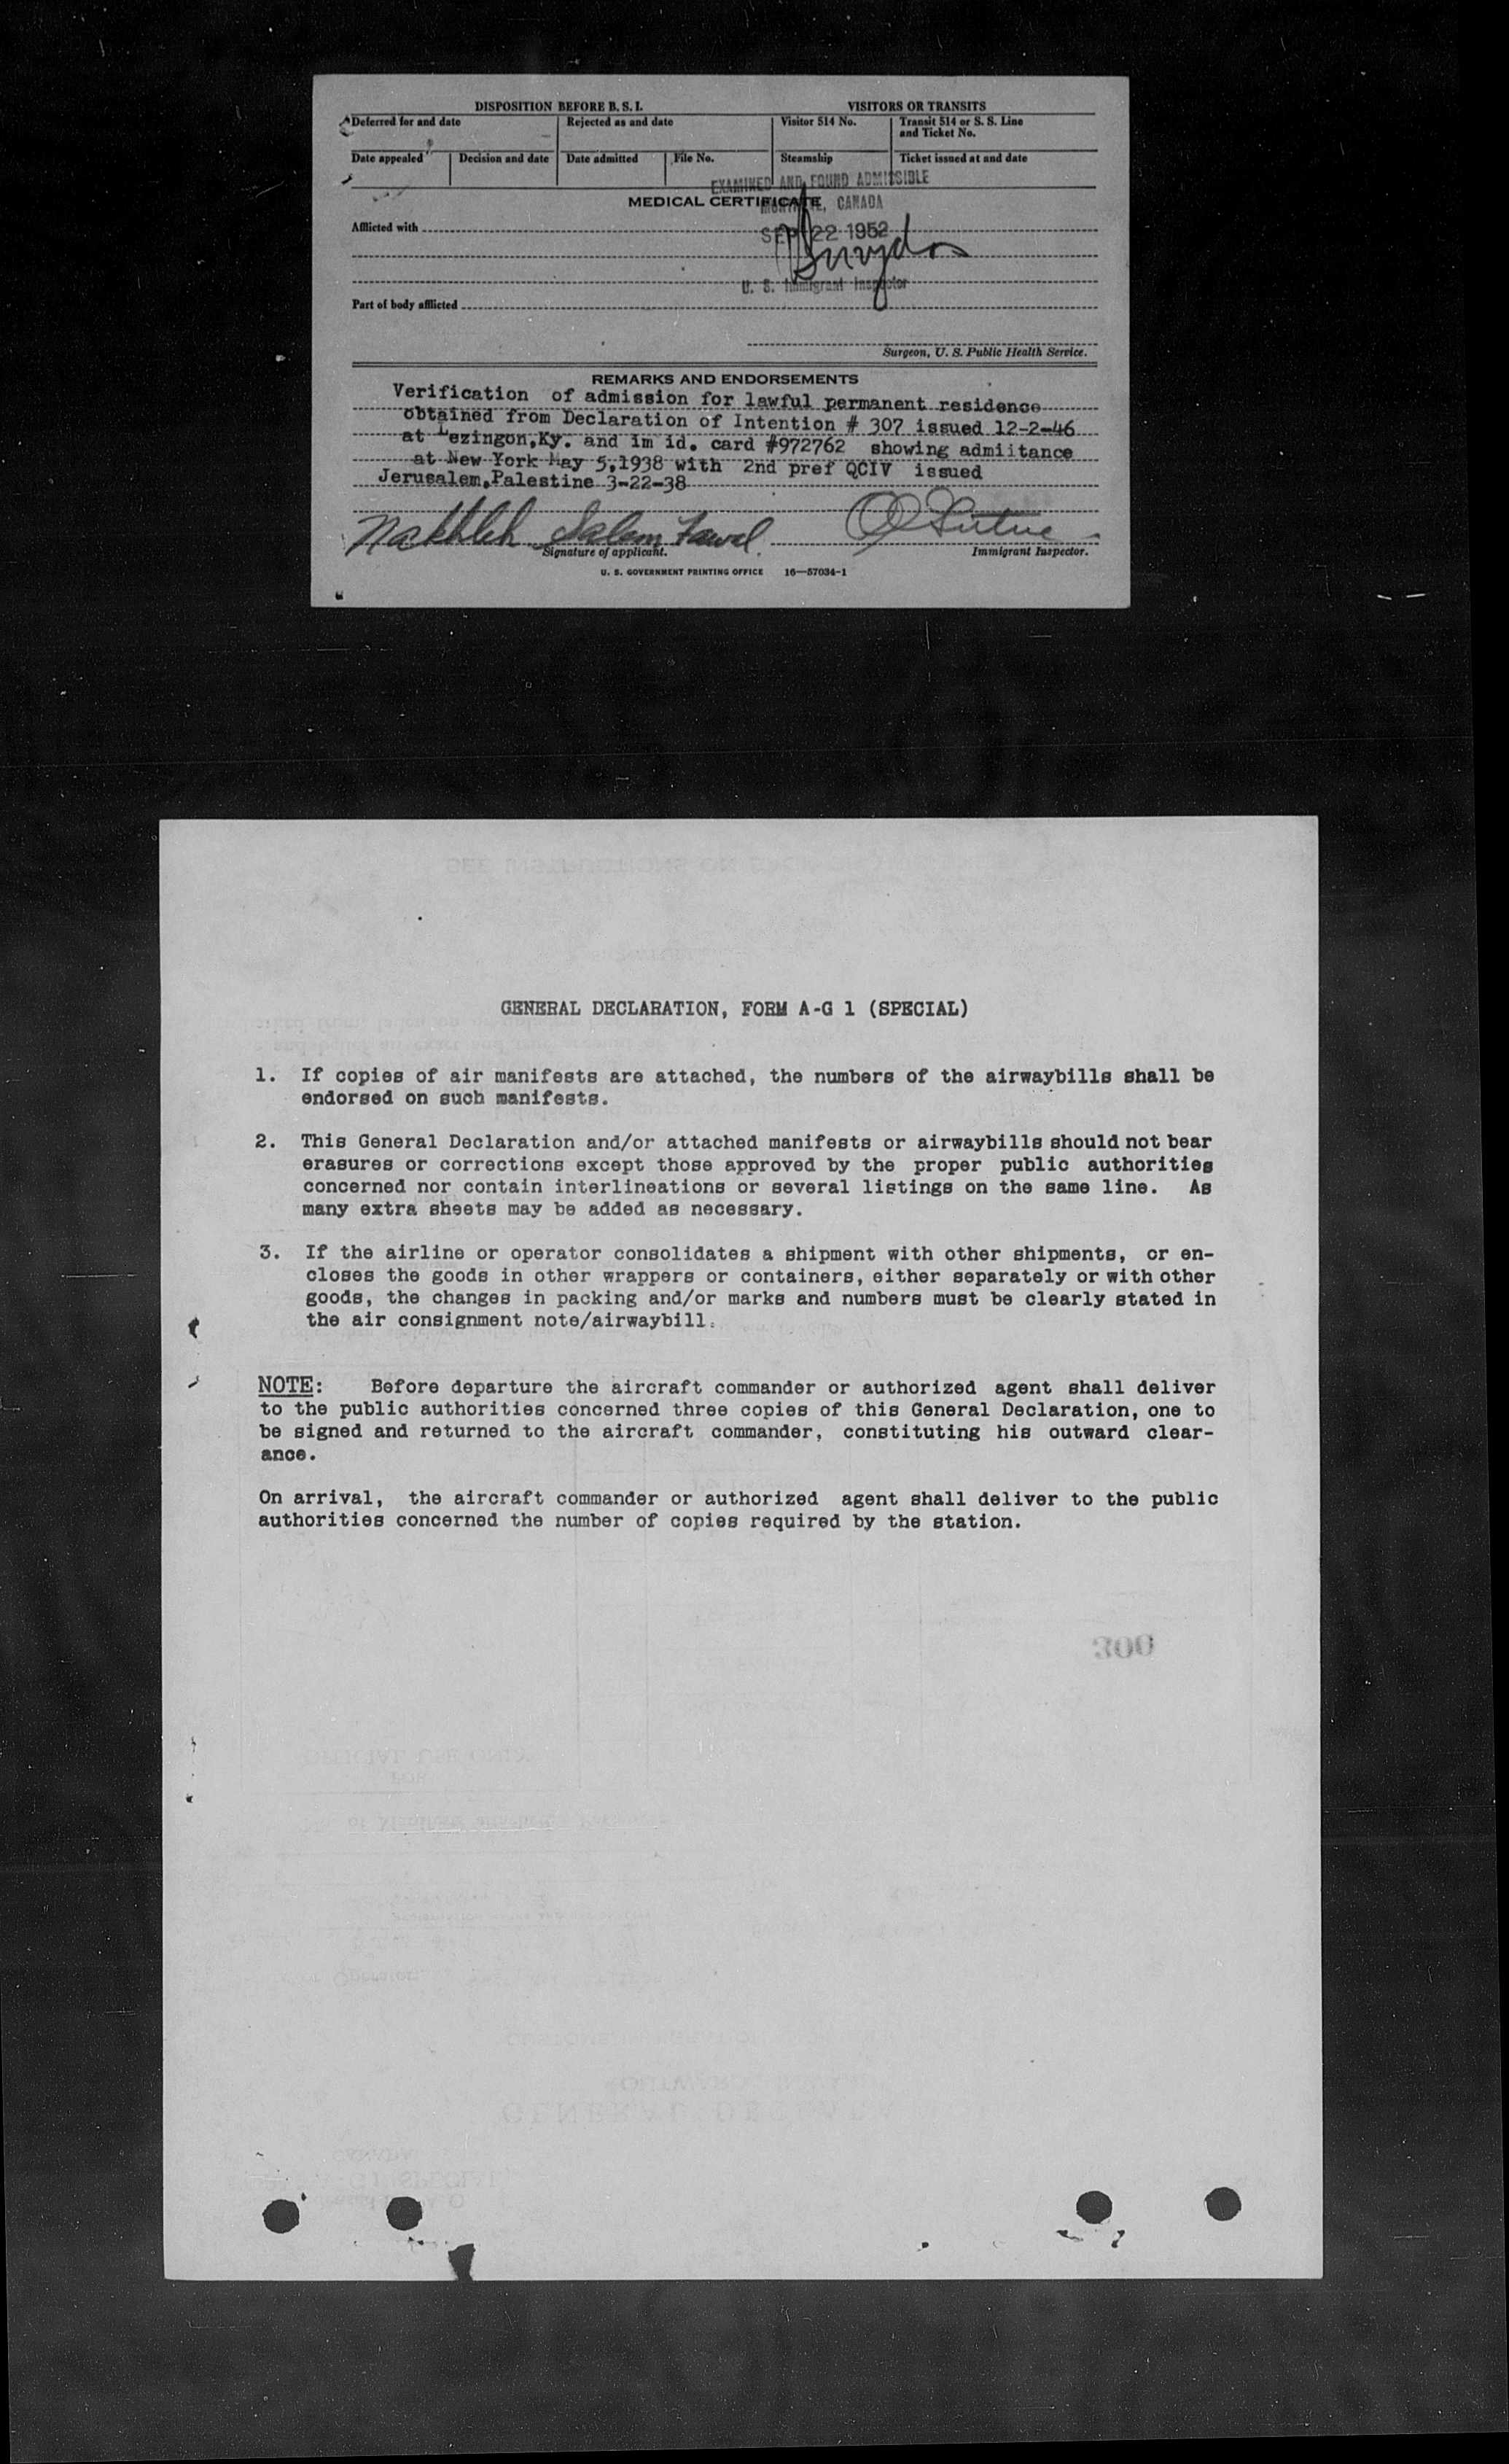 DISPOSITION BEFORE B. S. I.
VISITORS OR TRANSITS
Deferred for and date
Rejected as and date
Visitor 514 No.
Transit 514 or S. S. Line
and Ticket No.
Date appealed
Decision and date
Date admitted
File No.
Steamship
Ticket issued at and date
EXAMINED AND FOUND ADMISSIBLE
MEDICAL CERTIFICATE
CANADA
Afflicted with
SEP 22 1952
U. S. Immigrant Inspector
Part of body afflicted
Surgeon, U. S. Public Health Service.
REMARKS AND ENDORSEMENTS
Verification of admission for lawful permanent residence
obtained from Declaration of Intention # 307 issued 12-2-46
at Lezingon,Ky. and im id. card #972762 showing admiitance
at New York May 5,1938 with 2nd pref QCIV issued
Jerusalem,Palestine 3-22-38
Nakhleh Salem Fawal.
Signature of applicant.
Immigrant Inspector.
U. S. GOVERNMENT PRINTING OFFICE 16—57034-1
GENERAL DECLARATION, FORM A-G 1 (SPECIAL)
1. If copies of air manifests are attached, the numbers of the airwaybills shall be
endorsed on such manifests.
2. This General Declaration and/or attached manifests or airwaybills should not bear
erasures or corrections except those approved by the proper public authorities
concerned nor contain interlineations or several listings on the same line. As
many extra sheets may be added as necessary.
3. If the airline or operator consolidates a shipment with other shipments, or en-
closes the goods in other wrappers or containers, either separately or with other
goods, the changes in packing and/or marks and numbers must be clearly stated in
the air consignment note/airwaybill.
NOTE: Before departure the aircraft commander or authorized agent shall deliver
to the public authorities concerned three copies of this General Declaration, one to
be signed and returned to the aircraft commander, constituting his outward clear-
ance.
On arrival, the aircraft commander or authorized agent shall deliver to the public
authorities concerned the number of copies required by the station.
300